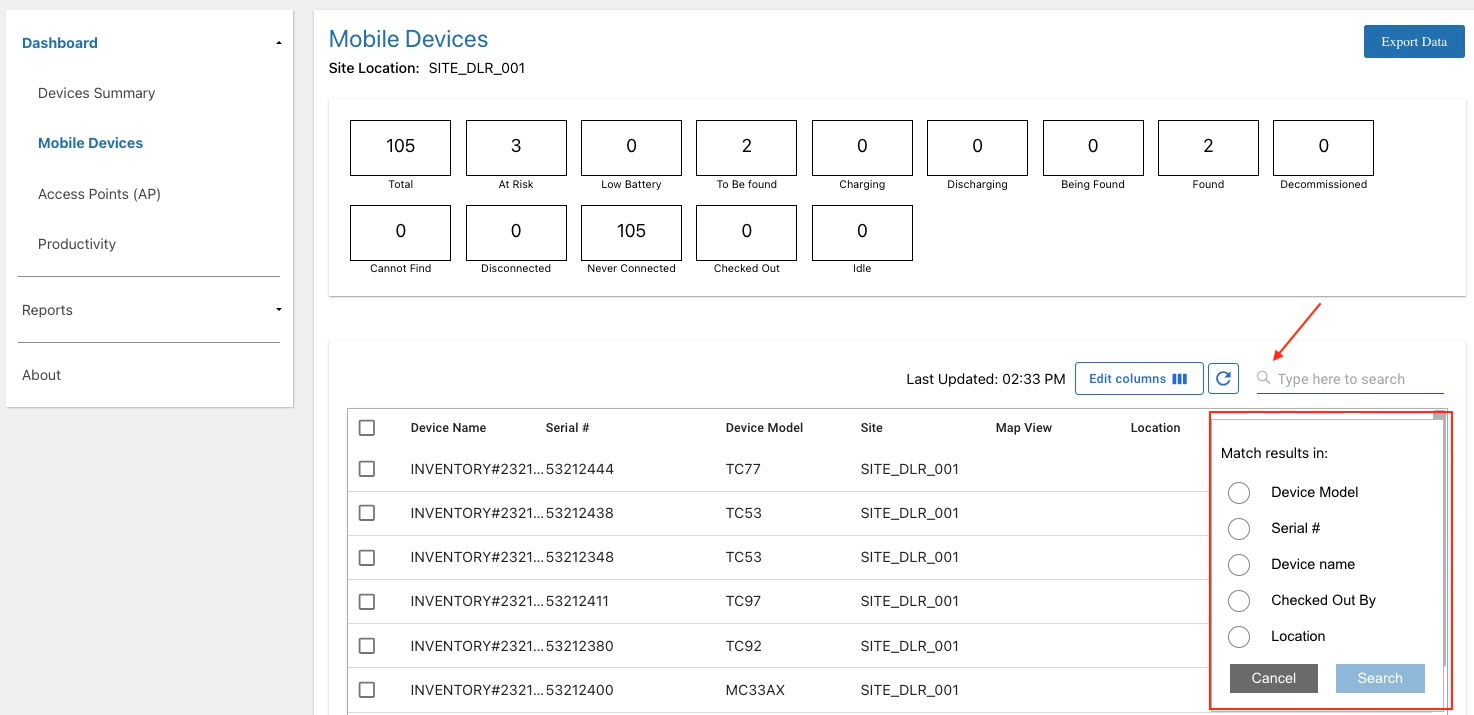 Dashboard
Devices Summary
Mobile Devices
Access Points (AP)
Productivity
Reports
About
Mobile Devices
Export Data
Site Location: SITE_DLR_001
105 3 0 2 0 0 0 2 0
Total At Risk Low Battery To Be found Charging Discharging Being Found Found Decommissioned
0 0 105 0 0
Cannot Find Disconnected Never Connected Checked Out Idle
Last Updated: 02:33 PM Edit columns Type here to search
Device Name Serial # Device Model Site Map View Location
INVENTORY#2321... 53212444 TC77 SITE_DLR_001
INVENTORY#2321... 53212438 TC53 SITE_DLR_001
INVENTORY#2321... 53212348 TC53 SITE_DLR_001
INVENTORY#2321... 53212411 TC97 SITE_DLR_001
INVENTORY#2321... 53212380 TC92 SITE_DLR_001
INVENTORY#2321... 53212400 MC33AX SITE_DLR_001
Match results in:
Device Model
Serial #
Device name
Checked Out By
Location
Cancel Search